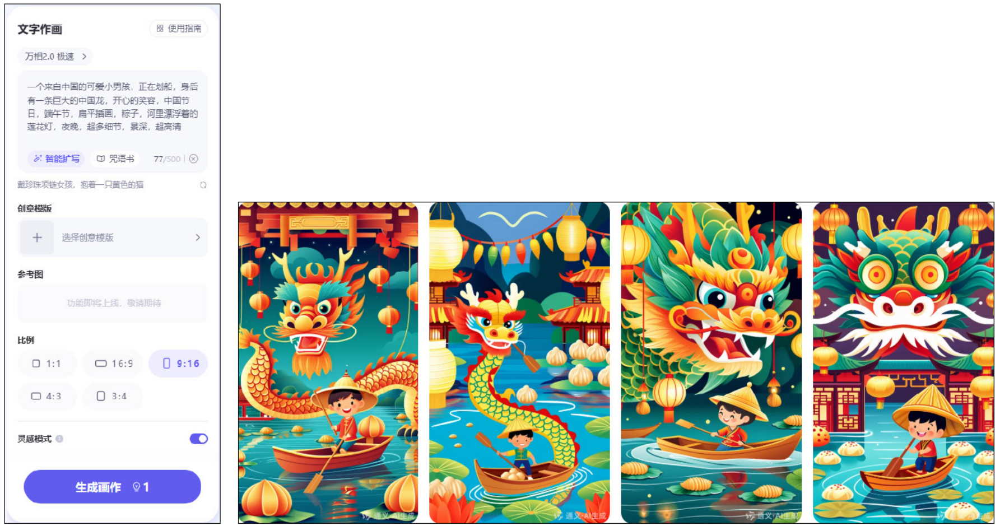 文字作画
使用指南
万相2.0 极速
一个来自中国的可爱小男孩，正在划船，身后
有一条巨大的中国龙，开心的笑容，中国节
日，端午节，扁平插画，粽子，河里漂浮着的
莲花灯，夜晚，超多细节，景深，超高清
智能扩写
咒语书
77/500
戴珍珠项链女孩，抱着一只黄色的猫
创意模版
选择创意模版
参考图
功能即将上线，敬请期待
比例
1:1
16:9
9:16
4:3
3:4
灵感模式
生成画作 1
通义·AI生成
通义·AI生成
通义·AI生成
通义·AI生成